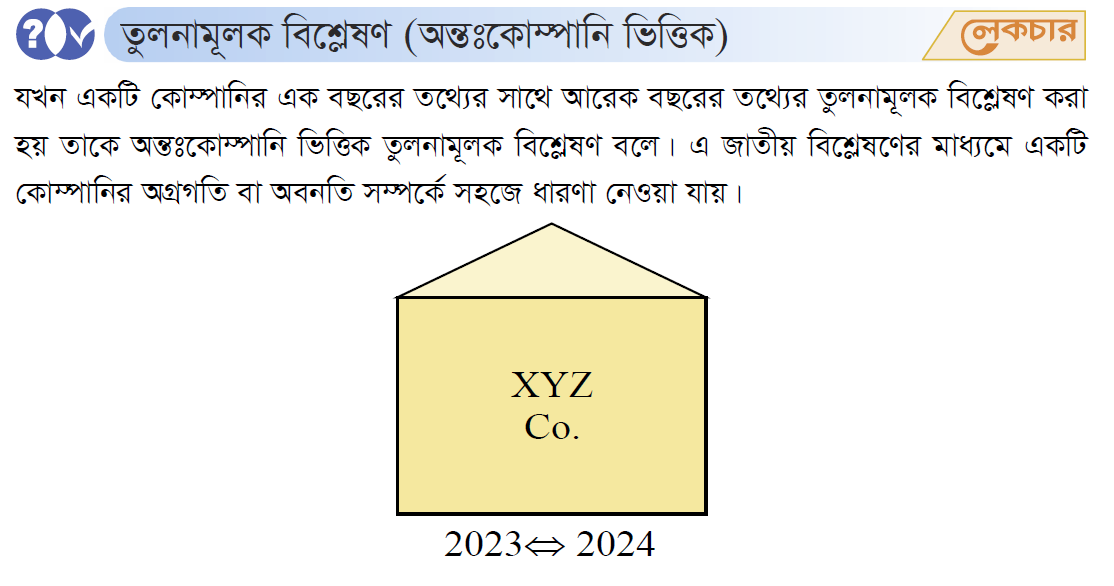 তুলনামূলক বিশ্লেষণ (অন্তঃকোম্পানি ভিত্তিক)
লেকচার
যখন একটি কোম্পানির এক বছরের তথ্যের সাথে আরেক বছরের তথ্যের তুলনামূলক বিশ্লেষণ করা
হয় তাকে অন্তঃকোম্পানি ভিত্তিক তুলনামূলক বিশ্লেষণ বলে। এ জাতীয় বিশ্লেষণের মাধ্যমে একটি
কোম্পানির অগ্রগতি বা অবনতি সম্পর্কে সহজে ধারণা নেওয়া যায়।
XYZ
Co.
2023⇔ 2024